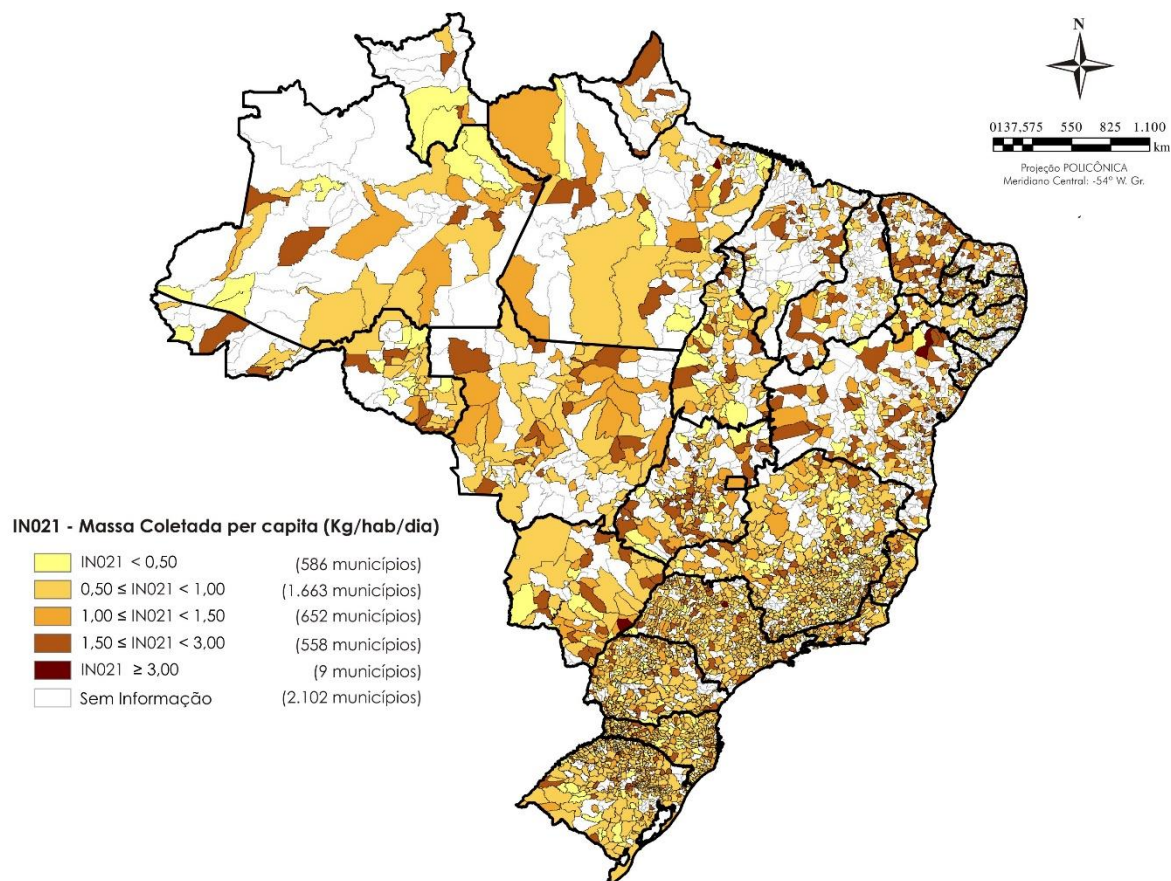 N
0137,575 550 825 1.100
km
Projeção POLICÔNICA
Meridiano Central: -54º W. Gr.
IN021 - Massa Coletada per capita (Kg/hab/dia)
IN021 < 0,50 (586 municípios)
0,50 ≤ IN021 < 1,00 (1.663 municípios)
1,00 ≤ IN021 < 1,50 (652 municípios)
1,50 ≤ IN021 < 3,00 (558 municípios)
IN021 ≥ 3,00 (9 municípios)
Sem Informação (2.102 municípios)